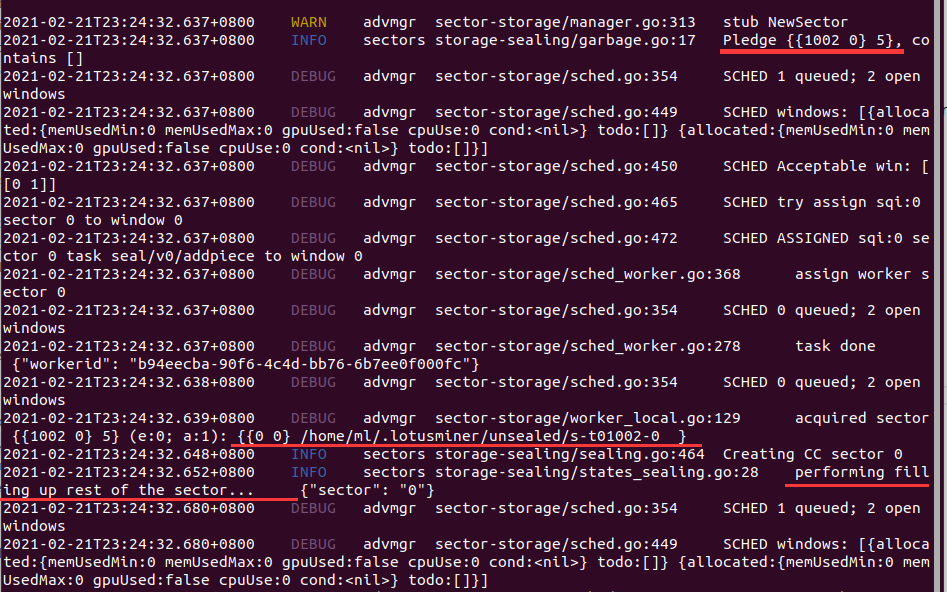 2021-02-21T23:24:32.637+0800    WARN    advmgr  sector-storage/manager.go:313   stub NewSector
2021-02-21T23:24:32.637+0800    INFO    sectors storage-sealing/garbage.go:17   Pledge {{1002 0} 5}, co
ntains []
2021-02-21T23:24:32.637+0800    DEBUG   advmgr  sector-storage/sched.go:354     SCHED 1 queued; 2 open
windows
2021-02-21T23:24:32.637+0800    DEBUG   advmgr  sector-storage/sched.go:449     SCHED windows: [{alloca
ted:{memUsedMin:0 memUsedMax:0 gpuUsed:false cpuUse:0 cond:<nil>} todo:[]} {allocated:{memUsedMin:0 mem
UsedMax:0 gpuUsed:false cpuUse:0 cond:<nil>} todo:[]}]
2021-02-21T23:24:32.637+0800    DEBUG   advmgr  sector-storage/sched.go:450     SCHED Acceptable win: [
[0 1]]
2021-02-21T23:24:32.637+0800    DEBUG   advmgr  sector-storage/sched.go:465     SCHED try assign sqi:0
sector 0 to window 0
2021-02-21T23:24:32.637+0800    DEBUG   advmgr  sector-storage/sched.go:472     SCHED ASSIGNED sqi:0 se
ctor 0 task seal/v0/addpiece to window 0
2021-02-21T23:24:32.637+0800    DEBUG   advmgr  sector-storage/sched_worker.go:368      assign worker s
ector 0
2021-02-21T23:24:32.637+0800    DEBUG   advmgr  sector-storage/sched.go:354     SCHED 0 queued; 2 open
windows
2021-02-21T23:24:32.637+0800    DEBUG   advmgr  sector-storage/sched_worker.go:278      task done
 {"workerid": "b94eecba-90f6-4c4d-bb76-6b7ee0f000fc"}
2021-02-21T23:24:32.638+0800    DEBUG   advmgr  sector-storage/sched.go:354     SCHED 0 queued; 2 open
windows
2021-02-21T23:24:32.639+0800    DEBUG   advmgr  sector-storage/worker_local.go:129      acquired sector
 {{1002 0} 5} (e:0; a:1): {{0 0} /home/ml/.lotusminer/unsealed/s-t01002-0  }
2021-02-21T23:24:32.648+0800    INFO    sectors storage-sealing/sealing.go:464  Creating CC sector 0
2021-02-21T23:24:32.652+0800    INFO    sectors storage-sealing/states_sealing.go:28    performing fill
ing up rest of the sector...     {"sector": "0"}
2021-02-21T23:24:32.680+0800    DEBUG   advmgr  sector-storage/sched.go:354     SCHED 1 queued; 2 open
windows
2021-02-21T23:24:32.680+0800    DEBUG   advmgr  sector-storage/sched.go:449     SCHED windows: [{alloca
ted:{memUsedMin:0 memUsedMax:0 gpuUsed:false cpuUse:0 cond:<nil>} todo:[]} {allocated:{memUsedMin:0 mem
UsedMax:0 gpuUsed:false cpuUse:0 cond:<nil>} todo:[]}]